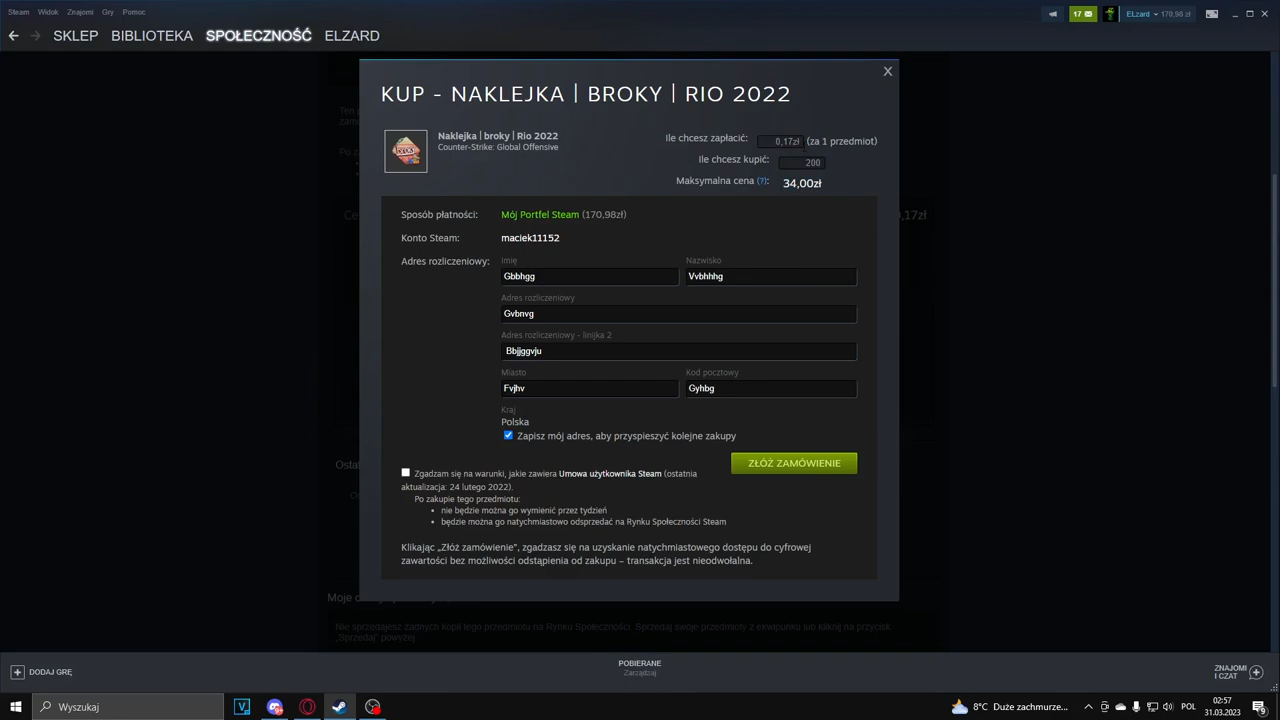 Steam Widok Znajomi Gry Pomoc
17 ELzard 170,98 zł
SKLEP BIBLIOTEKA SPOŁECZNOŚĆ ELZARD
X
KUP - NAKLEJKA | BROKY | RIO 2022
Naklejka | broky | Rio 2022
Counter-Strike: Global Offensive
Ile chcesz zapłacić: 0,17zł (za 1 przedmiot)
Ile chcesz kupić: 200
Maksymalna cena (?): 34,00zł
Sposób płatności: Mój Portfel Steam (170,98zł)
Konto Steam: maciek11152
Adres rozliczeniowy:
Imię Nazwisko
Gbbhgg Vvbhhhg
Adres rozliczeniowy
Gvbnvg
Adres rozliczeniowy - linijka 2
Bbjjggvju
Miasto Kod pocztowy
Fvjhv Gyhbg
Kraj
Polska
Zapisz mój adres, aby przyspieszyć kolejne zakupy
ZŁÓŻ ZAMÓWIENIE
Zgadzam się na warunki, jakie zawiera Umowa użytkownika Steam (ostatnia
aktualizacja: 24 lutego 2022).
Po zakupie tego przedmiotu:
• nie będzie można go wymienić przez tydzień
• będzie można go natychmiastowo odsprzedać na Rynku Społeczności Steam
Klikając „Złóż zamówienie”, zgadzasz się na uzyskanie natychmiastowego dostępu do cyfrowej
zawartości bez możliwości odstąpienia od zakupu – transakcja jest nieodwołalna.
Nie sprzedajesz żadnych kopii tego przedmiotu na Rynku Społeczności. Sprzedaj swoje przedmioty z ekwipunku lub kliknij na przycisk
„Sprzedaj” powyżej.
DODAJ GRĘ
POBIERANE
Zarządzaj
ZNAJOMI
I CZAT
Wyszukaj
8°C Duże zachmurze...
POL
02:57
31.03.2023